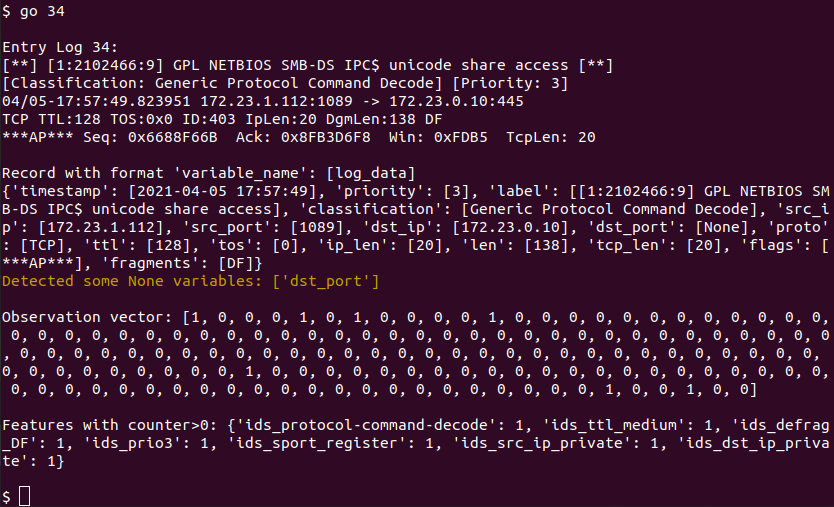 $ go 34
Entry Log 34:
[**] [1:2102466:9] GPL NETBIOS SMB-DS IPC$ unicode share access [**]
[Classification: Generic Protocol Command Decode] [Priority: 3]
04/05-17:57:49.823951 172.23.1.112:1089 -> 172.23.0.10:445
TCP TTL:128 TOS:0x0 ID:403 IpLen:20 DgmLen:138 DF
***AP*** Seq: 0x6688F66B  Ack: 0x8FB3D6F8  Win: 0xFDB5  TcpLen: 20
Record with format 'variable_name': [log_data]
{'timestamp': [2021-04-05 17:57:49], 'priority': [3], 'label': [[1:2102466:9] GPL NETBIOS SM
B-DS IPC$ unicode share access], 'classification': [Generic Protocol Command Decode], 'src_i
p': [172.23.1.112], 'src_port': [1089], 'dst_ip': [172.23.0.10], 'dst_port': [None], 'proto'
: [TCP], 'ttl': [128], 'tos': [0], 'ip_len': [20], 'len': [138], 'tcp_len': [20], 'flags': [
***AP***], 'fragments': [DF]}
Detected some None variables: ['dst_port']
Observation vector: [1, 0, 0, 0, 1, 0, 1, 0, 0, 0, 0, 1, 0, 0, 0, 0, 0, 0, 0, 0, 0, 0, 0, 0,
 0, 0, 0, 0, 0, 0, 0, 0, 0, 0, 0, 0, 0, 0, 0, 0, 0, 0, 0, 0, 0, 0, 0, 0, 0, 0, 0, 0, 0, 0, 0
, 0, 0, 0, 0, 0, 0, 0, 0, 0, 0, 0, 0, 0, 0, 0, 0, 0, 0, 0, 0, 0, 0, 0, 0, 0, 0, 0, 0, 0, 0, 
0, 0, 0, 0, 0, 0, 0, 0, 0, 1, 0, 0, 0, 0, 0, 0, 0, 0, 0, 0, 0, 0, 0, 0, 0, 0, 0, 0, 0, 0, 0,
 0, 0, 0, 0, 0, 0, 0, 0, 0, 0, 0, 0, 0, 0, 0, 0, 0, 0, 0, 0, 0, 0, 1, 0, 0, 1, 0, 0]
Features with counter>0: {'ids_protocol-command-decode': 1, 'ids_ttl_medium': 1, 'ids_defrag
_DF': 1, 'ids_prio3': 1, 'ids_sport_register': 1, 'ids_src_ip_private': 1, 'ids_dst_ip_priva
te': 1}
$